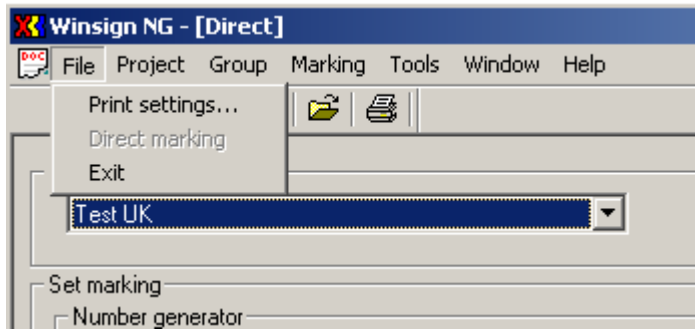 Winsign NG - [Direct]
DOC File Project Group Marking Tools Window Help
Print settings...
Direct marking
Exit
Test UK
Set marking
Number generator